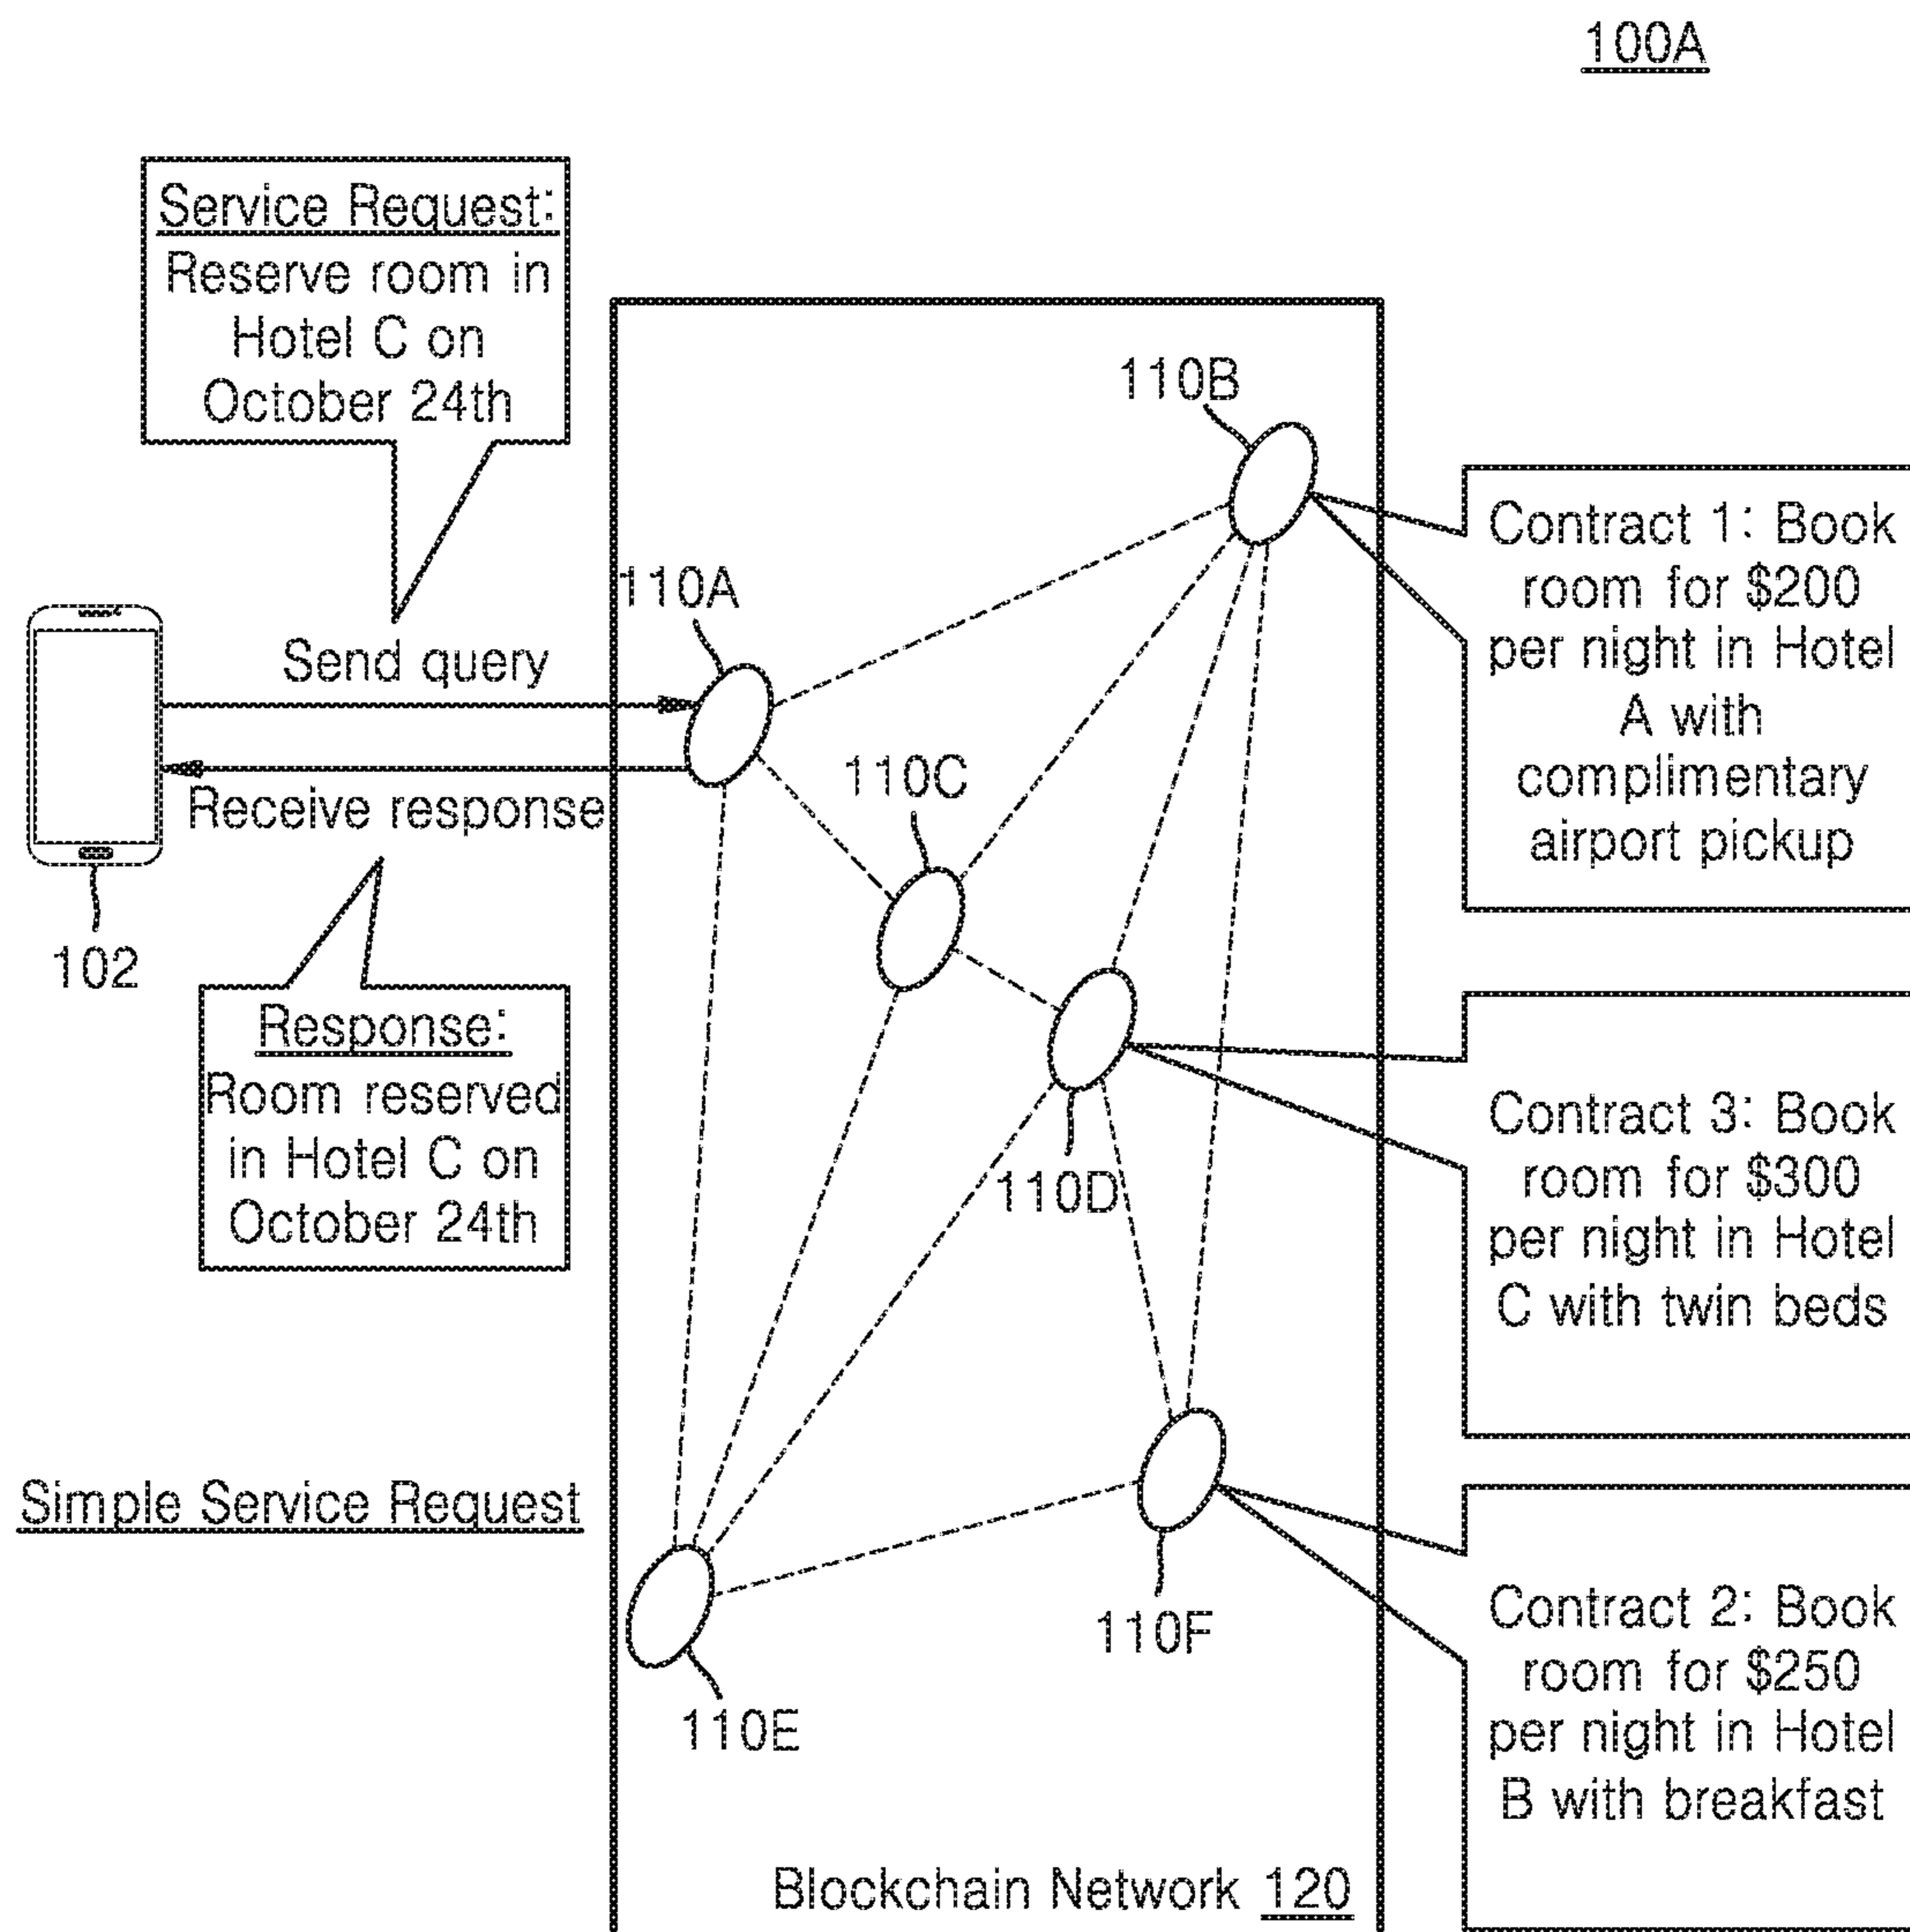 100A
Service Request:
Reserve room in
Hotel C on
October 24th
110B
Contract 1: Book
room for $200
per night in Hotel
A with
complimentary
airport pickup
110A
Send query
110C
Receive response
102
Response:
Room reserved
in Hotel C on
October 24th
110D
Contract 3: Book
room for $300
per night in Hotel
C with twin beds
Simple Service Request
110F
110E
Contract 2: Book
room for $250
per night in Hotel
B with breakfast
Blockchain Network 120